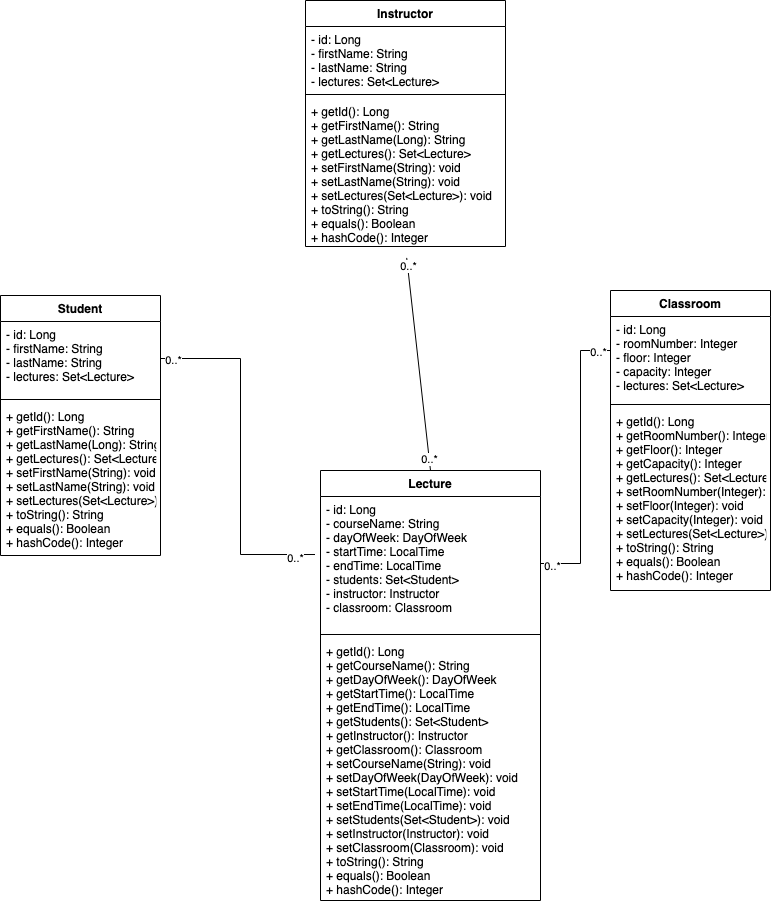 Instructor
- id: Long
- firstName: String
- lastName: String
- lectures: Set<Lecture>
+ getId(): Long
+ getFirstName(): String
+ getLastName(Long): String
+ getLectures(): Set<Lecture>
+ setFirstName(String): void
+ setLastName(String): void
+ setLectures(Set<Lecture>): void
+ toString(): String
+ equals(): Boolean
+ hashCode(): Integer
0..*
Student
- id: Long
- firstName: String
- lastName: String
- lectures: Set<Lecture>
+ getId(): Long
+ getFirstName(): String
+ getLastName(Long): String
+ getLectures(): Set<Lecture
+ setFirstName(String): void
+ setLastName(String): void
+ setLectures(Set<Lecture>)
+ toString(): String
+ equals(): Boolean
+ hashCode(): Integer
0..*
Classroom
- id: Long
- roomNumber: Integer
- floor: Integer
- capacity: Integer
- lectures: Set<Lecture>
+ getId(): Long
+ getRoomNumber(): Intege
+ getFloor(): Integer
+ getCapacity(): Integer
+ getLectures(): Set<Lecture
+ setRoomNumber(Integer):
+ setFloor(Integer): void
+ setCapacity(Integer): void
+ setLectures(Set<Lecture>)
+ toString(): String
+ equals(): Boolean
+ hashCode(): Integer
0..*
0..*
0..*
0..*
Lecture
- id: Long
- courseName: String
- dayOfWeek: DayOfWeek
- startTime: LocalTime
- endTime: LocalTime
- students: Set<Student>
- instructor: Instructor
- classroom: Classroom
+ getId(): Long
+ getCourseName(): String
+ getDayOfWeek(): DayOfWeek
+ getStartTime(): LocalTime
+ getEndTime(): LocalTime
+ getStudents(): Set<Student>
+ getInstructor(): Instructor
+ getClassroom(): Classroom
+ setCourseName(String): void
+ setDayOfWeek(DayOfWeek): void
+ setStartTime(LocalTime): void
+ setEndTime(LocalTime): void
+ setStudents(Set<Student>): void
+ setInstructor(Instructor): void
+ setClassroom(Classroom): void
+ toString(): String
+ equals(): Boolean
+ hashCode(): Integer